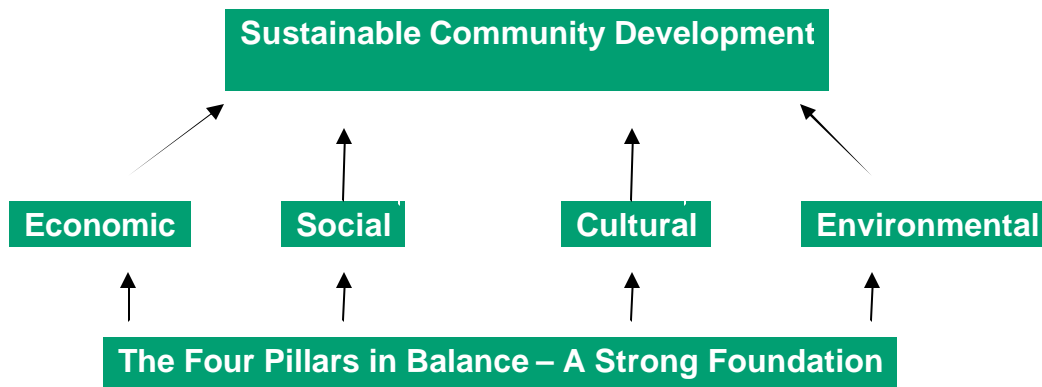 Sustainable Community Development
Economic Social Cultural Environmental
The Four Pillars in Balance – A Strong Foundation